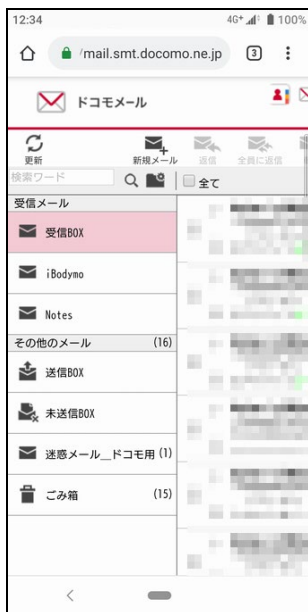 12:34 4G+ 100%
/mail.smt.docomo.ne.jp 3
ドコモメール
更新 新規メール 返信 全員に返信
検索ワード 全て
受信メール
受信BOX
iBodymo
Notes
その他のメール (16)
送信BOX
未送信BOX
迷惑メール__ドコモ用 (1)
ごみ箱 (15)